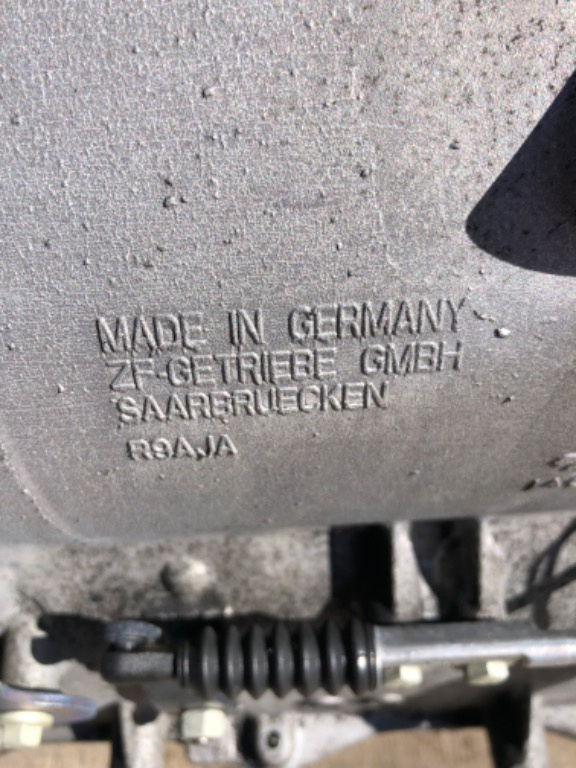 MADE IN GERMANY
ZF-GETRIEBE GMBH
SAARBRUECKEN
R9AJA